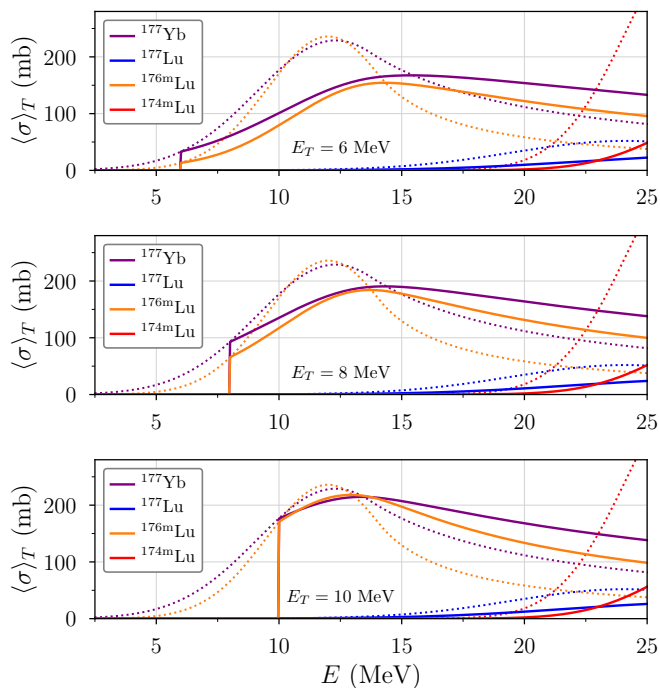 200
100
0
⟨σ⟩T (mb)
¹⁷⁷Yb
¹⁷⁷Lu
¹⁷⁶ᵐLu
¹⁷⁴ᵐLu
E_T = 6 MeV
5 10 15 20 25
200
100
0
⟨σ⟩T (mb)
¹⁷⁷Yb
¹⁷⁷Lu
¹⁷⁶ᵐLu
¹⁷⁴ᵐLu
E_T = 8 MeV
5 10 15 20 25
200
100
0
⟨σ⟩T (mb)
¹⁷⁷Yb
¹⁷⁷Lu
¹⁷⁶ᵐLu
¹⁷⁴ᵐLu
E_T = 10 MeV
5 10 15 20 25
E (MeV)